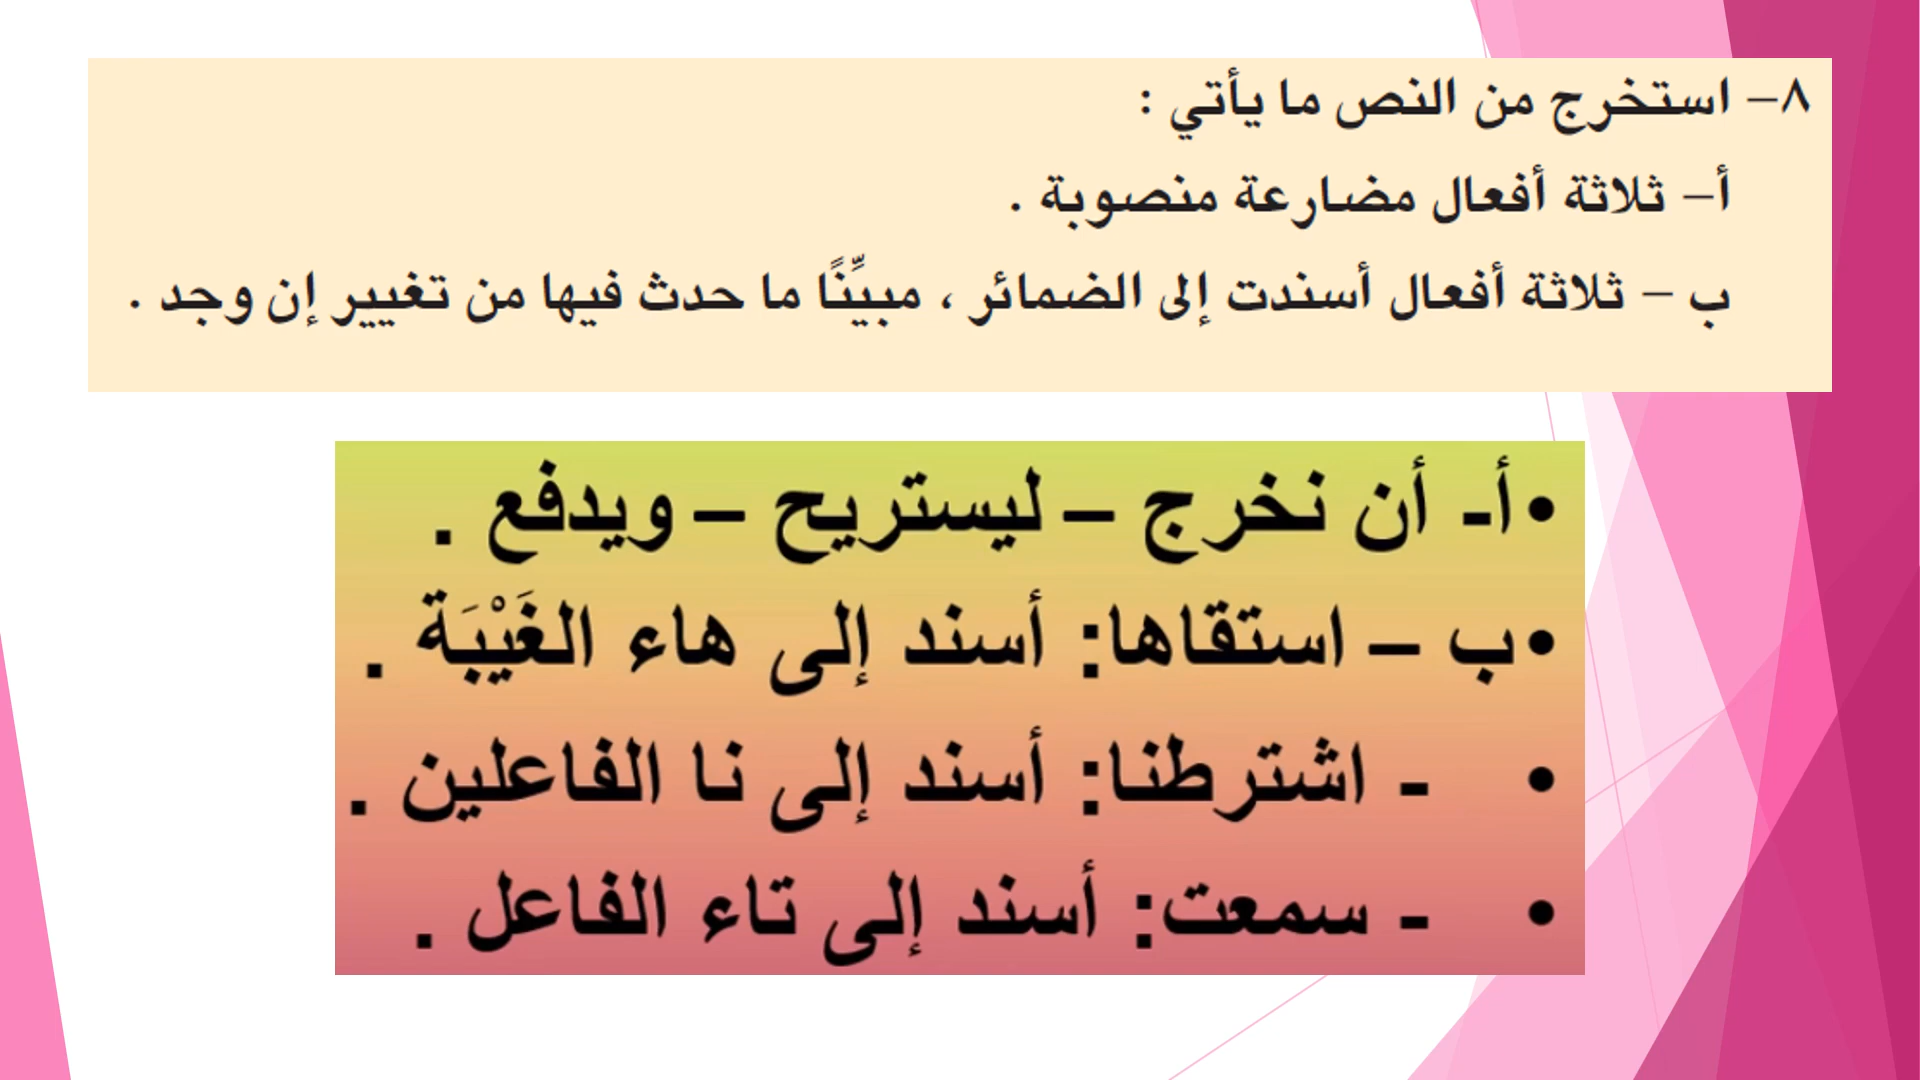 ٨– استخرج من النص ما يأتي :
أ– ثلاثة أفعال مضارعة منصوبة .
ب – ثلاثة أفعال أسندت إلى الضمائر ، مبيِّنًا ما حدث فيها من تغيير إن وجد .
•أ- أن نخرج – ليستريح – ويدفع .
•ب – استقاها: أسند إلى هاء الغَيْبَة .
• - اشترطنا: أسند إلى نا الفاعلين .
• - سمعت: أسند إلى تاء الفاعل .